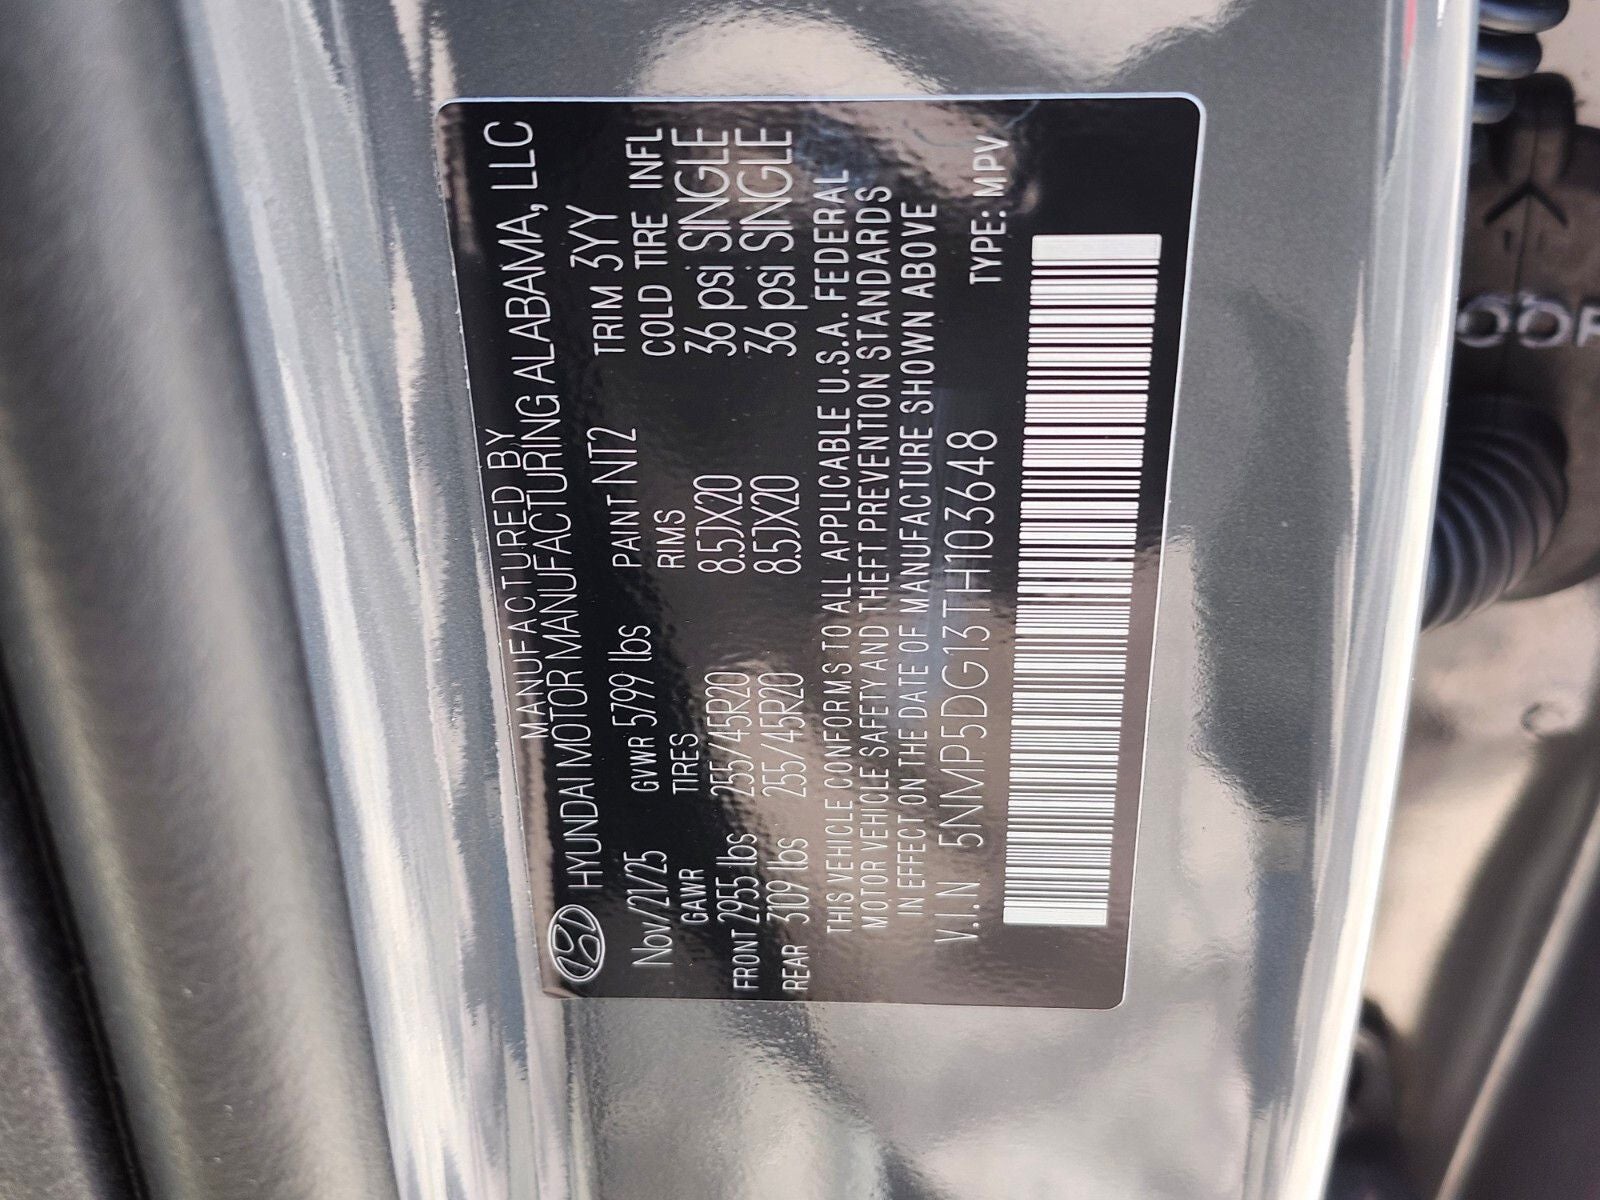 MANUFACTURED BY
HYUNDAI MOTOR MANUFACTURING ALABAMA, LLC
Nov/21/25 GVWR 5799 lbs PAINT NT2 TRIM 3YY
GAWR TIRES RIMS COLD TIRE INFL
FRONT 2955 lbs 255/45R20 8.5JX20 36 psi SINGLE
REAR 3109 lbs 255/45R20 8.5JX20 36 psi SINGLE
THIS VEHICLE CONFORMS TO ALL APPLICABLE U.S.A. FEDERAL
MOTOR VEHICLE SAFETY AND THEFT PREVENTION STANDARDS
IN EFFECT ON THE DATE OF MANUFACTURE SHOWN ABOVE
V.I.N 5NMP5DG13TH103648 TYPE: MPV